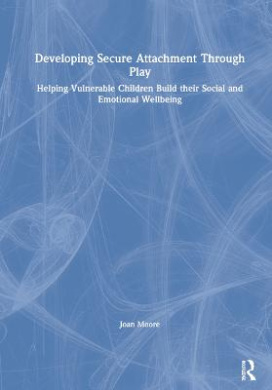 Developing Secure Attachment Through
Play
Helping Vulnerable Children Build their Social and
Emotional Wellbeing
Joan Moore
R